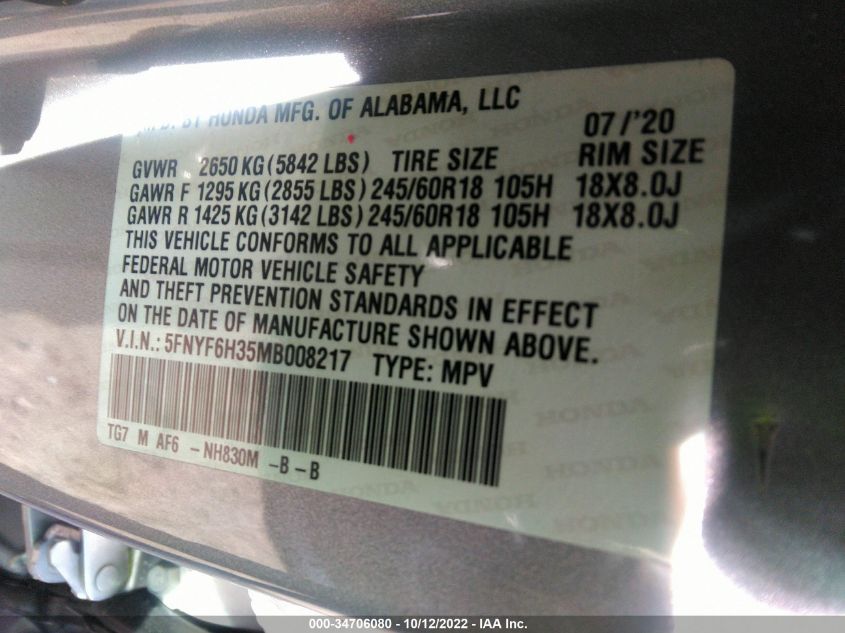 MFD. BY HONDA MFG. OF ALABAMA, LLC 07/'20
GVWR 2650 KG (5842 LBS) TIRE SIZE RIM SIZE
GAWR F 1295 KG (2855 LBS) 245/60R18 105H 18X8.0J
GAWR R 1425 KG (3142 LBS) 245/60R18 105H 18X8.0J
THIS VEHICLE CONFORMS TO ALL APPLICABLE
FEDERAL MOTOR VEHICLE SAFETY
AND THEFT PREVENTION STANDARDS IN EFFECT
ON THE DATE OF MANUFACTURE SHOWN ABOVE.
V.I.N.: 5FNYF6H35MB008217 TYPE: MPV
TG7 M AF6 - NH830M - B - B
000-34706080 - 10/12/2022 - IAA Inc.